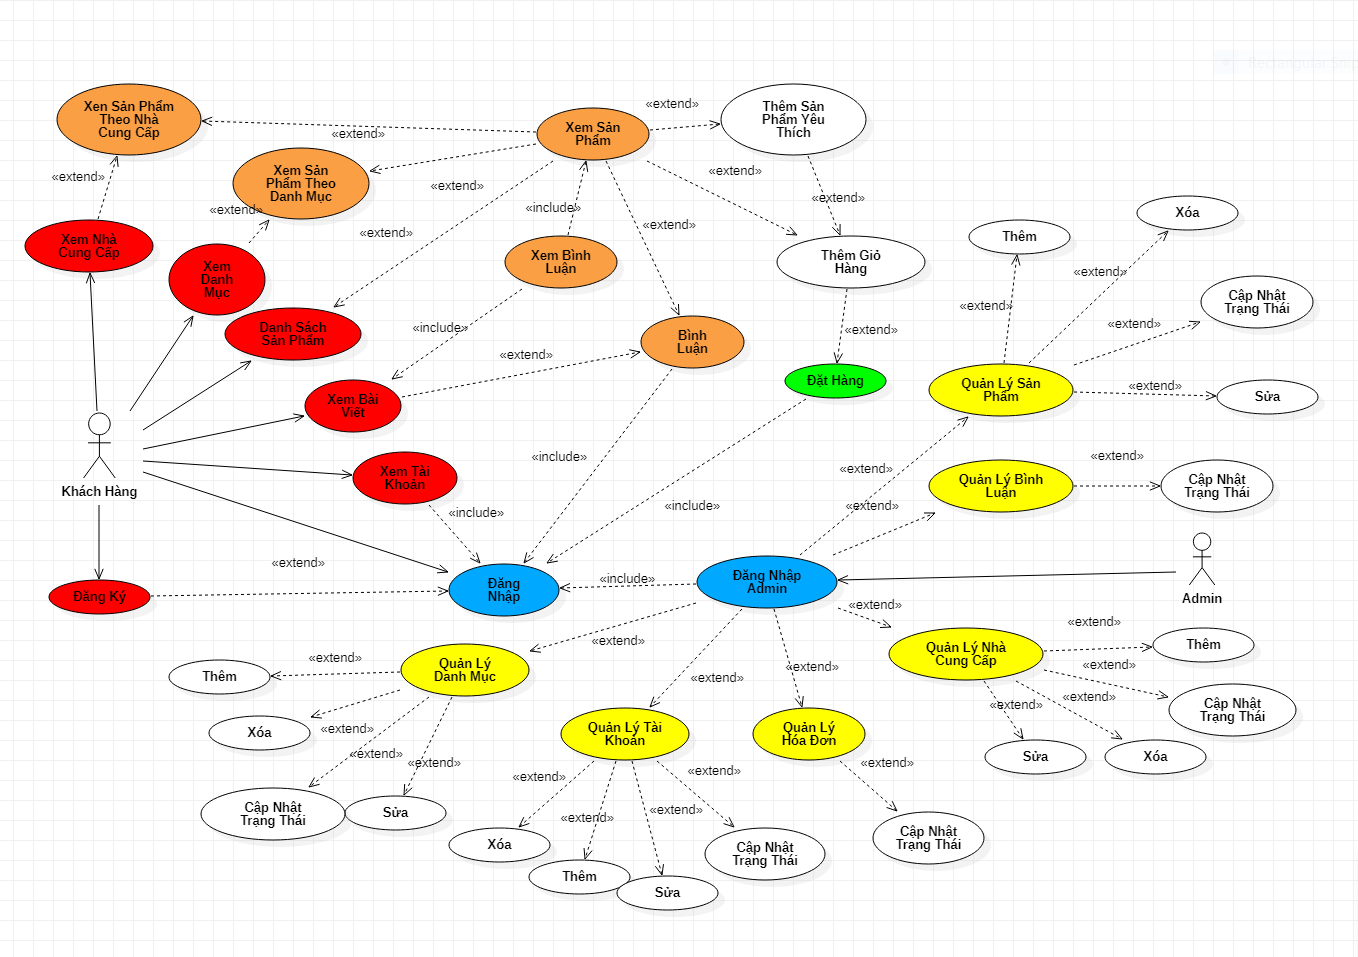 Xen Sản Phẩm
Theo Nhà
Cung Cấp
«extend»
Xem Sản
Phẩm
«extend»
Thêm Sản
Phẩm Yêu
Thích
«extend»
Xem Sản
Phẩm Theo
Danh Mục
«extend»
«extend»
«extend»
«extend»
«include»
«extend»
«extend»
«extend»
Xem Nhà
Cung Cấp
Xem
Danh
Mục
Xem Bình
Luận
Thêm Giỏ
Hàng
Thêm
Xóa
«extend»
«extend»
Cập Nhật
Trạng Thái
«extend»
Danh Sách
Sản Phẩm
«include»
Bình
Luận
«extend»
«extend»
Đặt Hàng
Quản Lý Sản
Phẩm
«extend»
Sửa
Xem Bài
Viết
Khách Hàng
Xem Tài
Khoản
«include»
«include»
«include»
«extend»
«extend»
Quản Lý Bình
Luận
«extend»
Cập Nhật
Trạng Thái
Đăng Ký
«extend»
Đăng
Nhập
«include»
Đăng Nhập
Admin
Admin
«extend»
Quản Lý Nhà
Cung Cấp
«extend»
Thêm
«extend»
Cập Nhật
Trạng Thái
«extend»
«extend»
Sửa
Xóa
«extend»
Quản Lý
Danh Mục
«extend»
Thêm
Xóa
«extend»
«extend»
«extend»
Cập Nhật
Trạng Thái
Sửa
«extend»
«extend»
Quản Lý Tài
Khoản
Quản Lý
Hóa Đơn
«extend»
«extend»
«extend»
«extend»
«extend»
Xóa
Thêm
Sửa
Cập Nhật
Trạng Thái
Cập Nhật
Trạng Thái